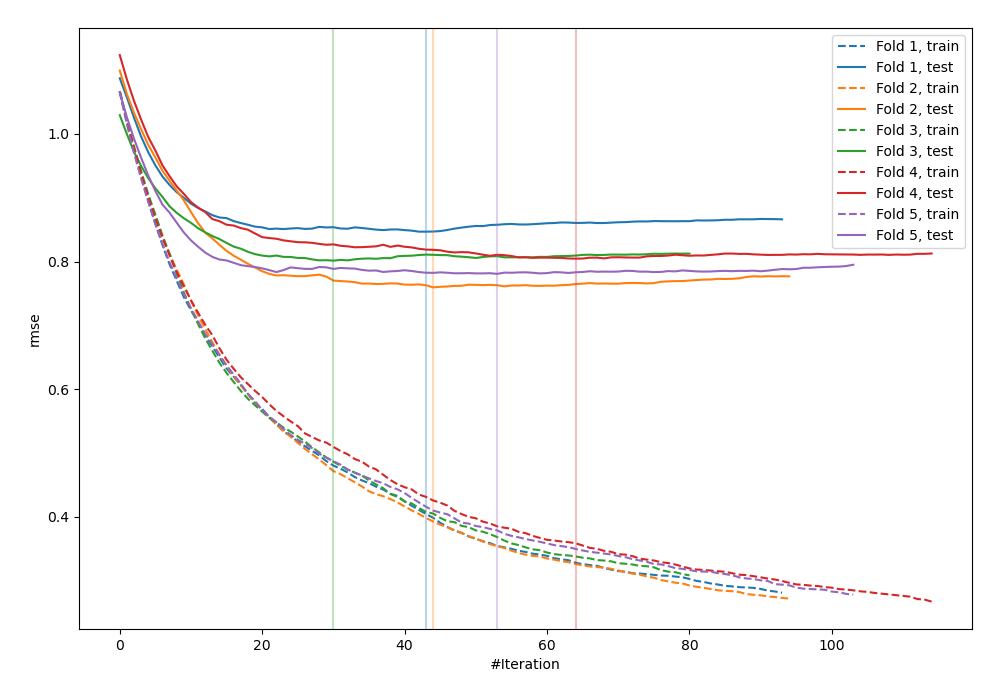 Fold 1, train
Fold 1, test
Fold 2, train
Fold 2, test
Fold 3, train
Fold 3, test
Fold 4, train
Fold 4, test
Fold 5, train
Fold 5, test
1.0
0.8
0.6
0.4
rmse
0 20 40 60 80 100
#Iteration